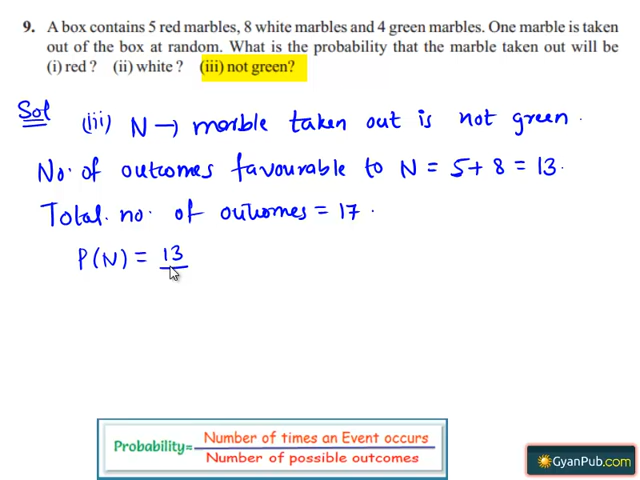 9. A box contains 5 red marbles, 8 white marbles and 4 green marbles. One marble is taken
out of the box at random. What is the probability that the marble taken out will be
(i) red ? (ii) white ? (iii) not green?
Sol
(iii) N → marble taken out is not green.
No. of outcomes favourable to N = 5 + 8 = 13.
Total. no. of outcomes = 17.
P(N) = 13
Probability= Number of times an Event occurs
Number of possible outcomes
GyanPub.com